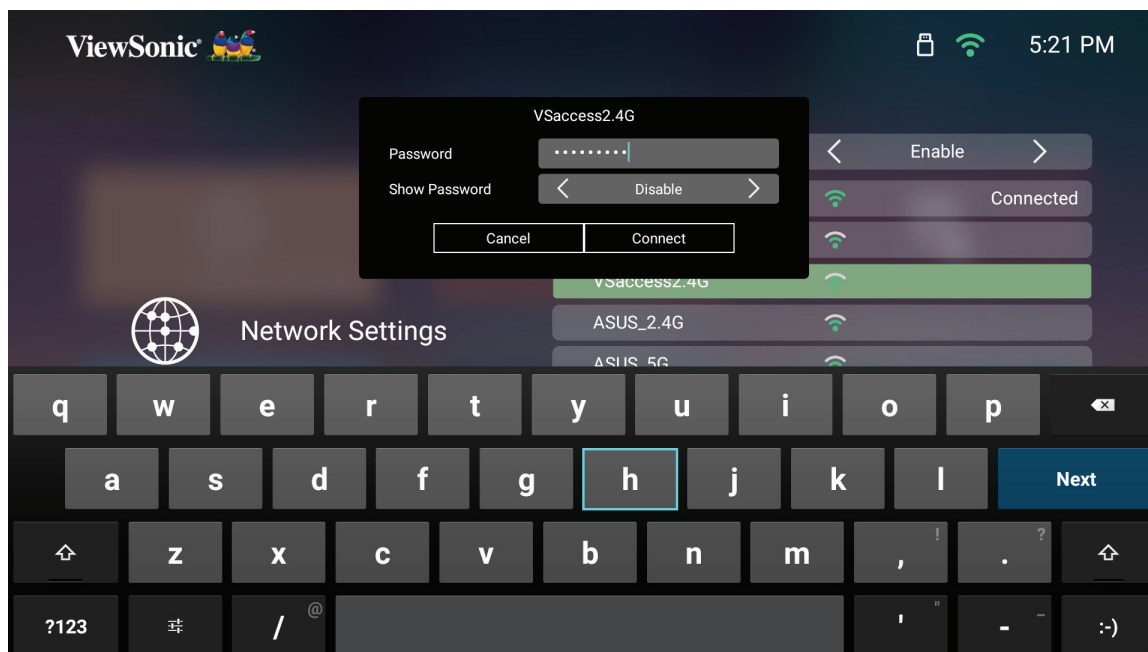 ViewSonic®
5:21 PM
VSaccess2.4G
Password
•••••••••
Enable
Show Password
Disable
Connected
Cancel
Connect
VSaccess2.4G
Network Settings
ASUS_2.4G
ASUS_5G
q w e r t y u i o p
a s d f g h j k l Next
z x c v b n m , ! . ?
?123 / @ ' " - _ :-)